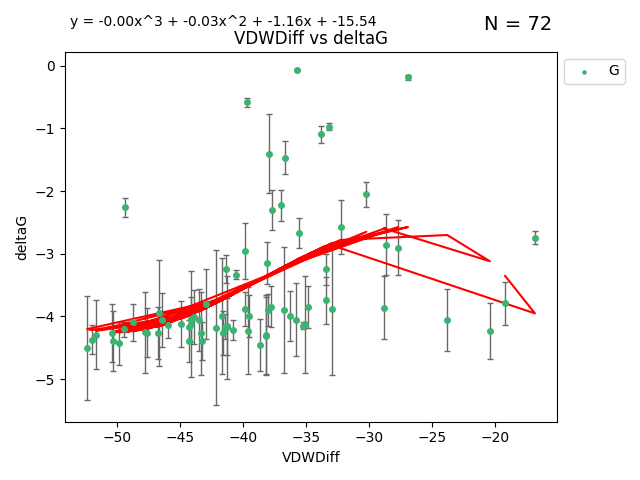 y = -0.00x^3 + -0.03x^2 + -1.16x + -15.54
N = 72
VDWDiff vs deltaG
G
deltaG
0
−1
−2
−3
−4
−5
−50
−45
−40
−35
−30
−25
−20
VDWDiff